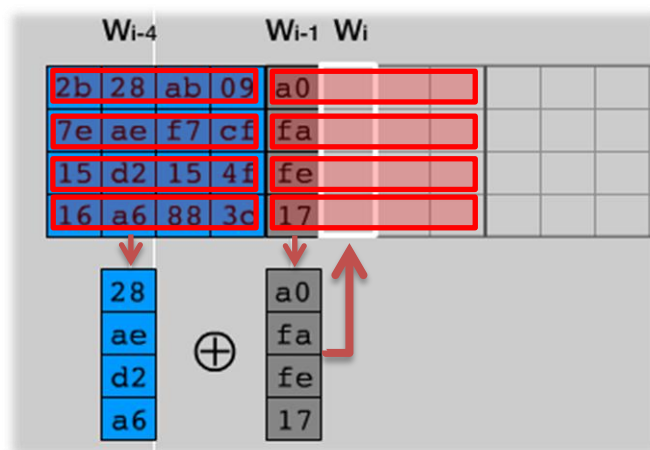 Wi-4 Wi-1 Wi
2b 28 ab 09 a0
7e ae f7 cf fa
15 d2 15 4f fe
16 a6 88 3c 17
28 a0
ae fa
d2 fe
a6 17